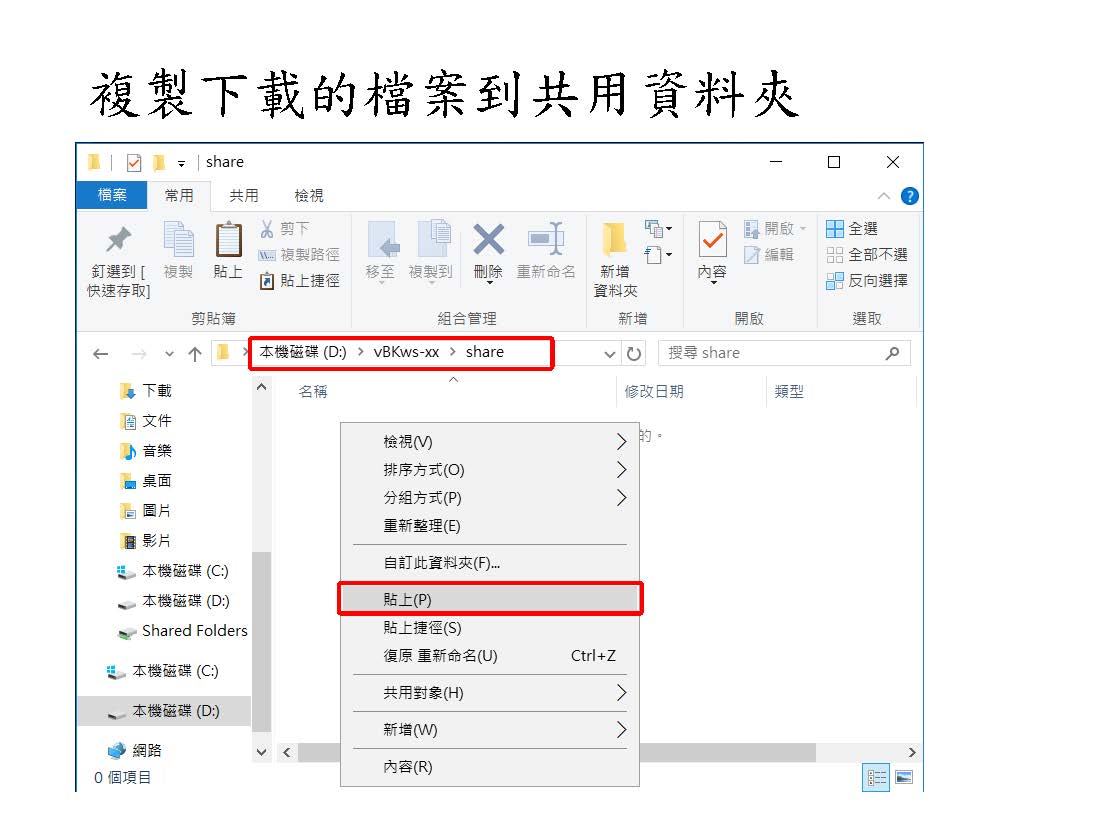 複製下載的檔案到共用資料夾
share
檔案 常用 共用 檢視
釘選到 [
快速存取]
複製
貼上
剪下
複製路徑
貼上捷徑
剪貼簿
移至
複製到
刪除
重新命名
組合管理
新增
資料夾
新增
內容
開啟
編輯
開啟
全選
全部不選
反向選擇
選取
本機磁碟 (D:) > vBKws-xx > share
搜尋 share
下載
文件
音樂
桌面
圖片
影片
本機磁碟 (C:)
本機磁碟 (D:)
Shared Folders
本機磁碟 (C:)
本機磁碟 (D:)
網路
名稱 修改日期 類型
的。
檢視(V)
排序方式(O)
分組方式(P)
重新整理(E)
自訂此資料夾(F)...
貼上(P)
貼上捷徑(S)
復原 重新命名(U) Ctrl+Z
共用對象(H)
新增(W)
內容(R)
0 個項目